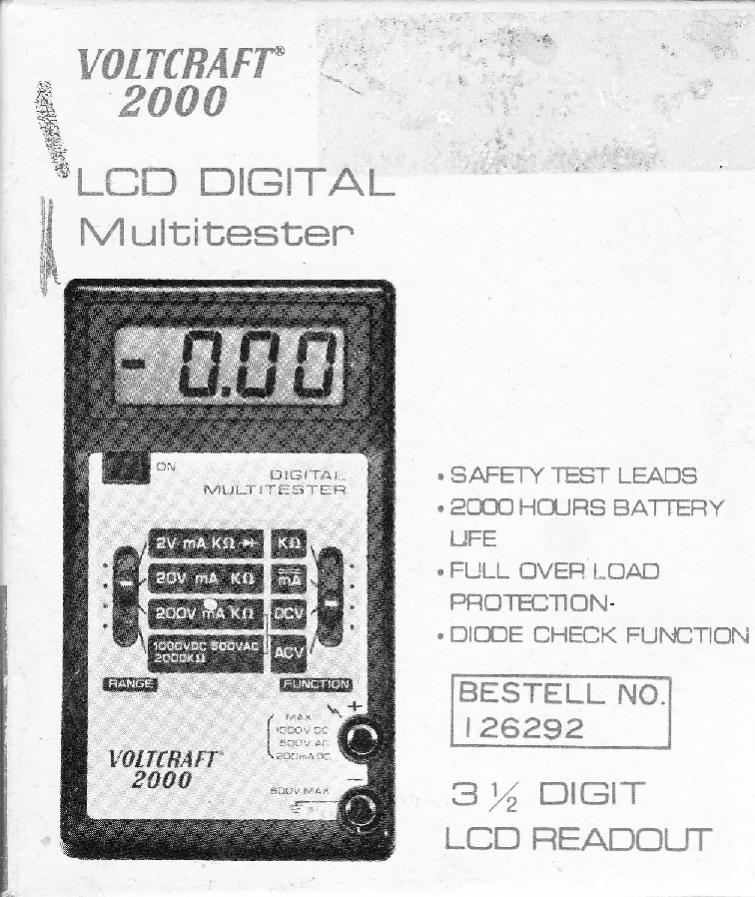 VOLTCRAFT®
2000
LCD DIGITAL
Multitester
- 0.00
ON
DIGITAL
MULTITESTER
2V mA KΩ
KΩ
20V mA KΩ
mA
200V mA KΩ
DCV
1000VDC 500VAC
2000KΩ
ACV
RANGE
FUNCTION
MAX
1000V DC
500V AC
200mA DC
+
VOLTCRAFT®
2000
500V MAX
−
• SAFETY TEST LEADS
• 2000 HOURS BATTERY
LIFE
• FULL OVER LOAD
PROTECTION
• DIODE CHECK FUNCTION
BESTELL NO.
126292
3 ½ DIGIT
LCD READOUT